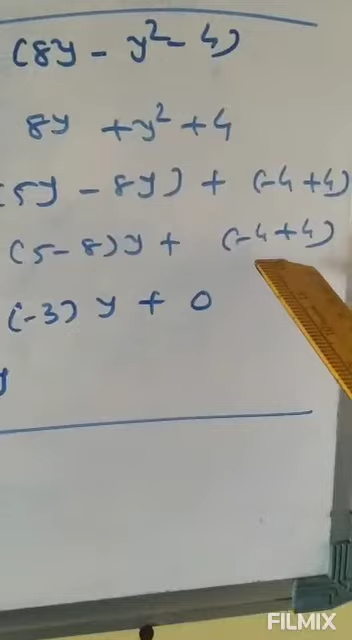 (8y - y² - 4)
8y + y² + 4
(5y - 8y) + (-4+4)
(5-8)y + (-4+4)
(-3) y + 0
y
FILMIX